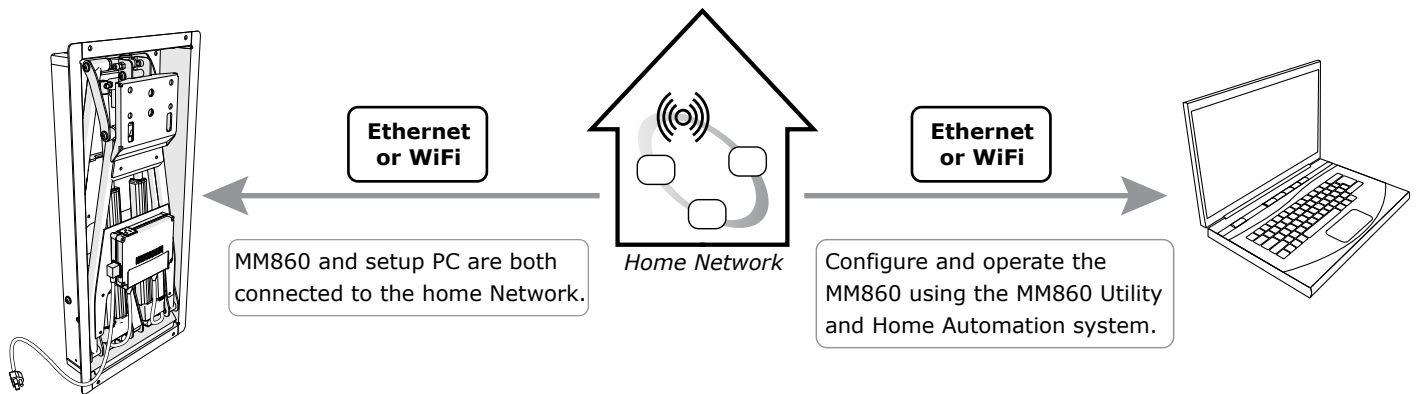 Ethernet
or WiFi
MM860 and setup PC are both
connected to the home Network.
Home Network
Ethernet
or WiFi
Configure and operate the
MM860 using the MM860 Utility
and Home Automation system.